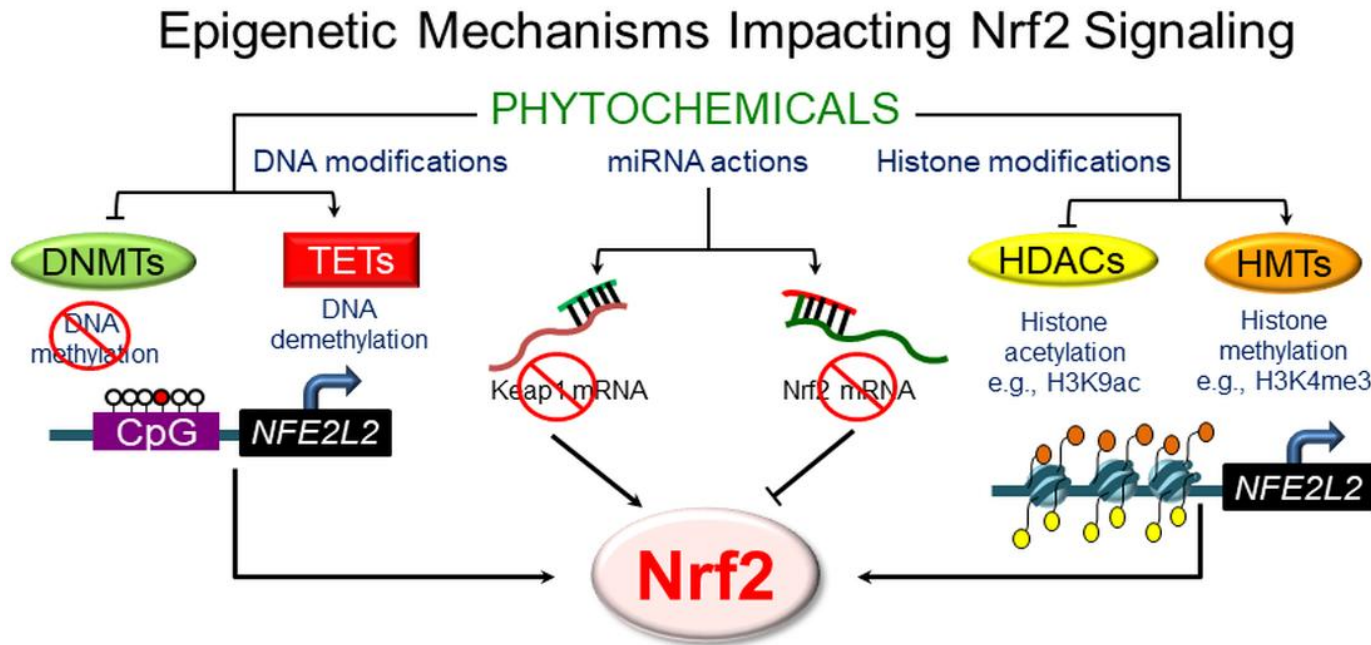 Epigenetic Mechanisms Impacting Nrf2 Signaling
PHYTOCHEMICALS
DNA modifications
miRNA actions
Histone modifications
DNMTs
TETs
HDACs
HMTs
DNA
methylation
DNA
demethylation
Keap1 mRNA
Nrf2 mRNA
Histone
acetylation
e.g., H3K9ac
Histone
methylation
e.g., H3K4me3
CpG
NFE2L2
NFE2L2
Nrf2